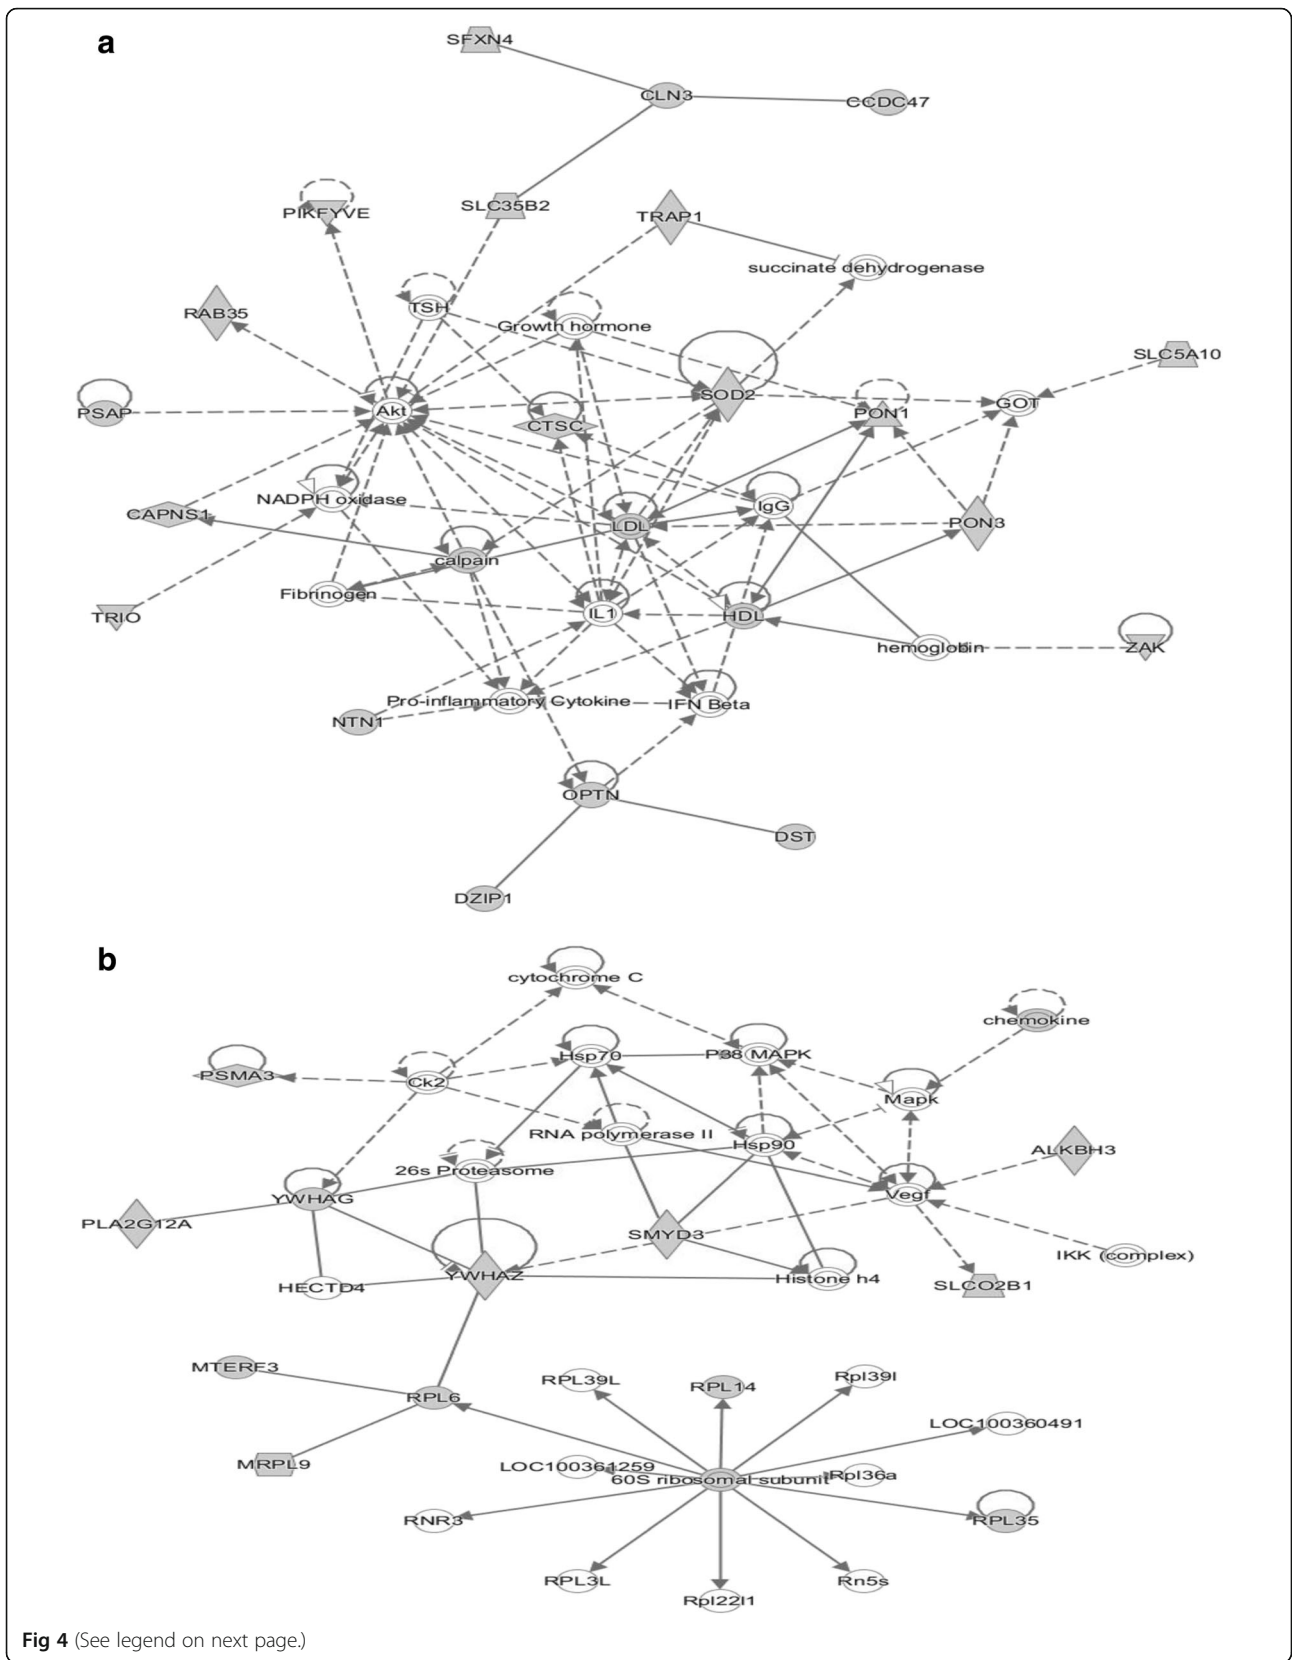 a
SFXN4
CLN3
CCDC47
PIKFYVE
SLC35B2
TRAP1
succinate dehydrogenase
RAB35
TSH
Growth hormone
SLC5A10
PSAP
Akt
CTSC
SOD2
PON1
GOT
NADPH oxidase
CAPNS1
LDL
IgG
PON3
calpain
Fibrinogen
TRIO
IL1
HDL
hemoglobin
ZAK
NTN1
Pro-inflammatory Cytokine
IFN Beta
OPTN
DST
DZIP1
b
cytochrome C
chemokine
PSMA3
Ck2
Hsp70
P38 MAPK
Mapk
RNA polymerase II
Hsp90
ALKBH3
26s Proteasome
YWHAG
Vegf
PLA2G12A
SMYD3
IKK (complex)
HECTD4
YWHAZ
Histone h4
SLCO2B1
MTERF3
RPL6
RPL39L
RPL14
Rpl39l
LOC100360491
MRPL9
LOC100361259
60S ribosomal subunit
Rpl36a
RNR3
RPL35
RPL3L
Rpl22l1
Rn5s
Fig 4 (See legend on next page.)